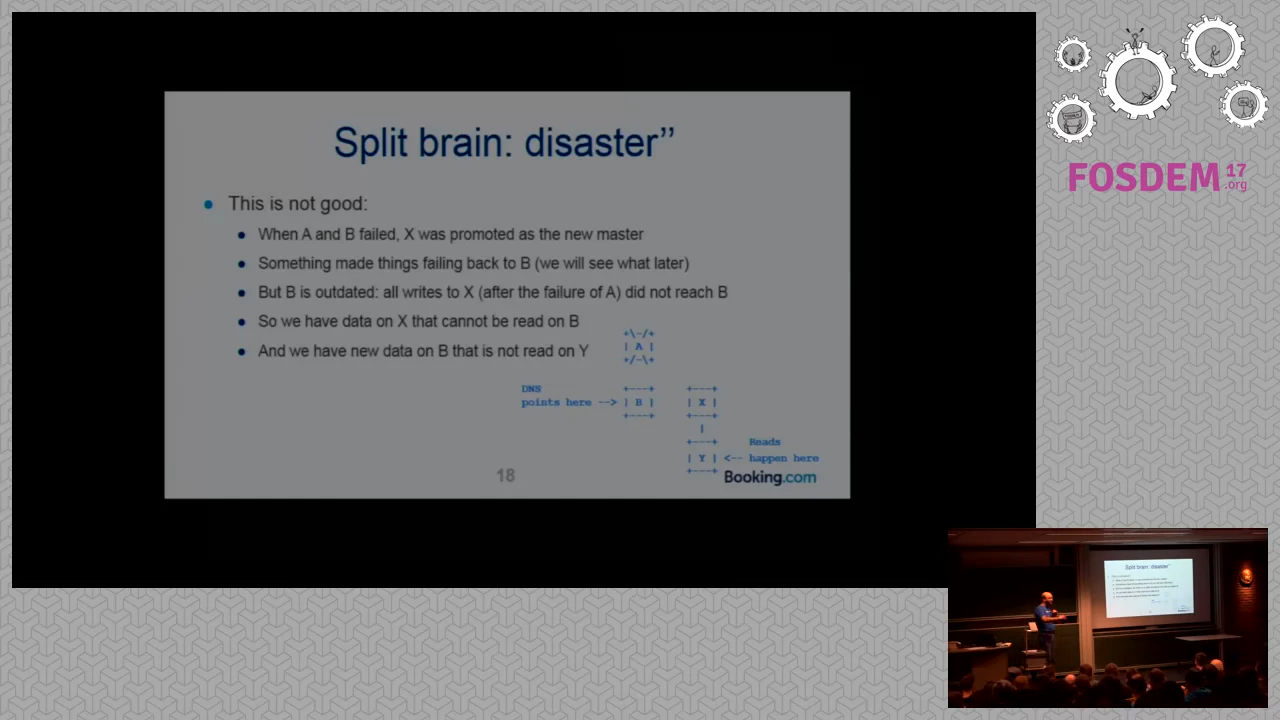 Split brain: disaster’’
This is not good:
When A and B failed, X was promoted as the new master
Something made things failing back to B (we will see what later)
But B is outdated: all writes to X (after the failure of A) did not reach B
So we have data on X that cannot be read on B
And we have new data on B that is not read on Y
+\-/+
| A |
+/-\+
DNS +---+ +---+
points here --> | B | | X |
+---+ +---+
|
+---+ Reads
| Y | <-- happen here
+---+
18
Booking.com
FOSDEM 17 .org
Split brain: disaster’’